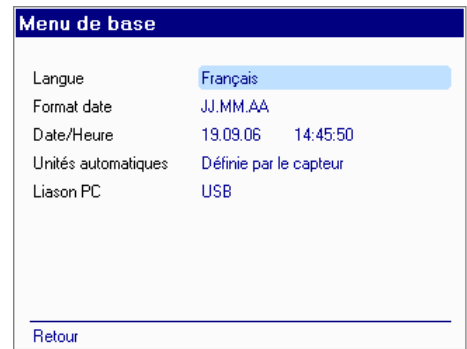 Menu de base
Langue Français
Format date JJ.MM.AA
Date/Heure 19.09.06 14:45:50
Unités automatiques Définie par le capteur
Liason PC USB
Retour